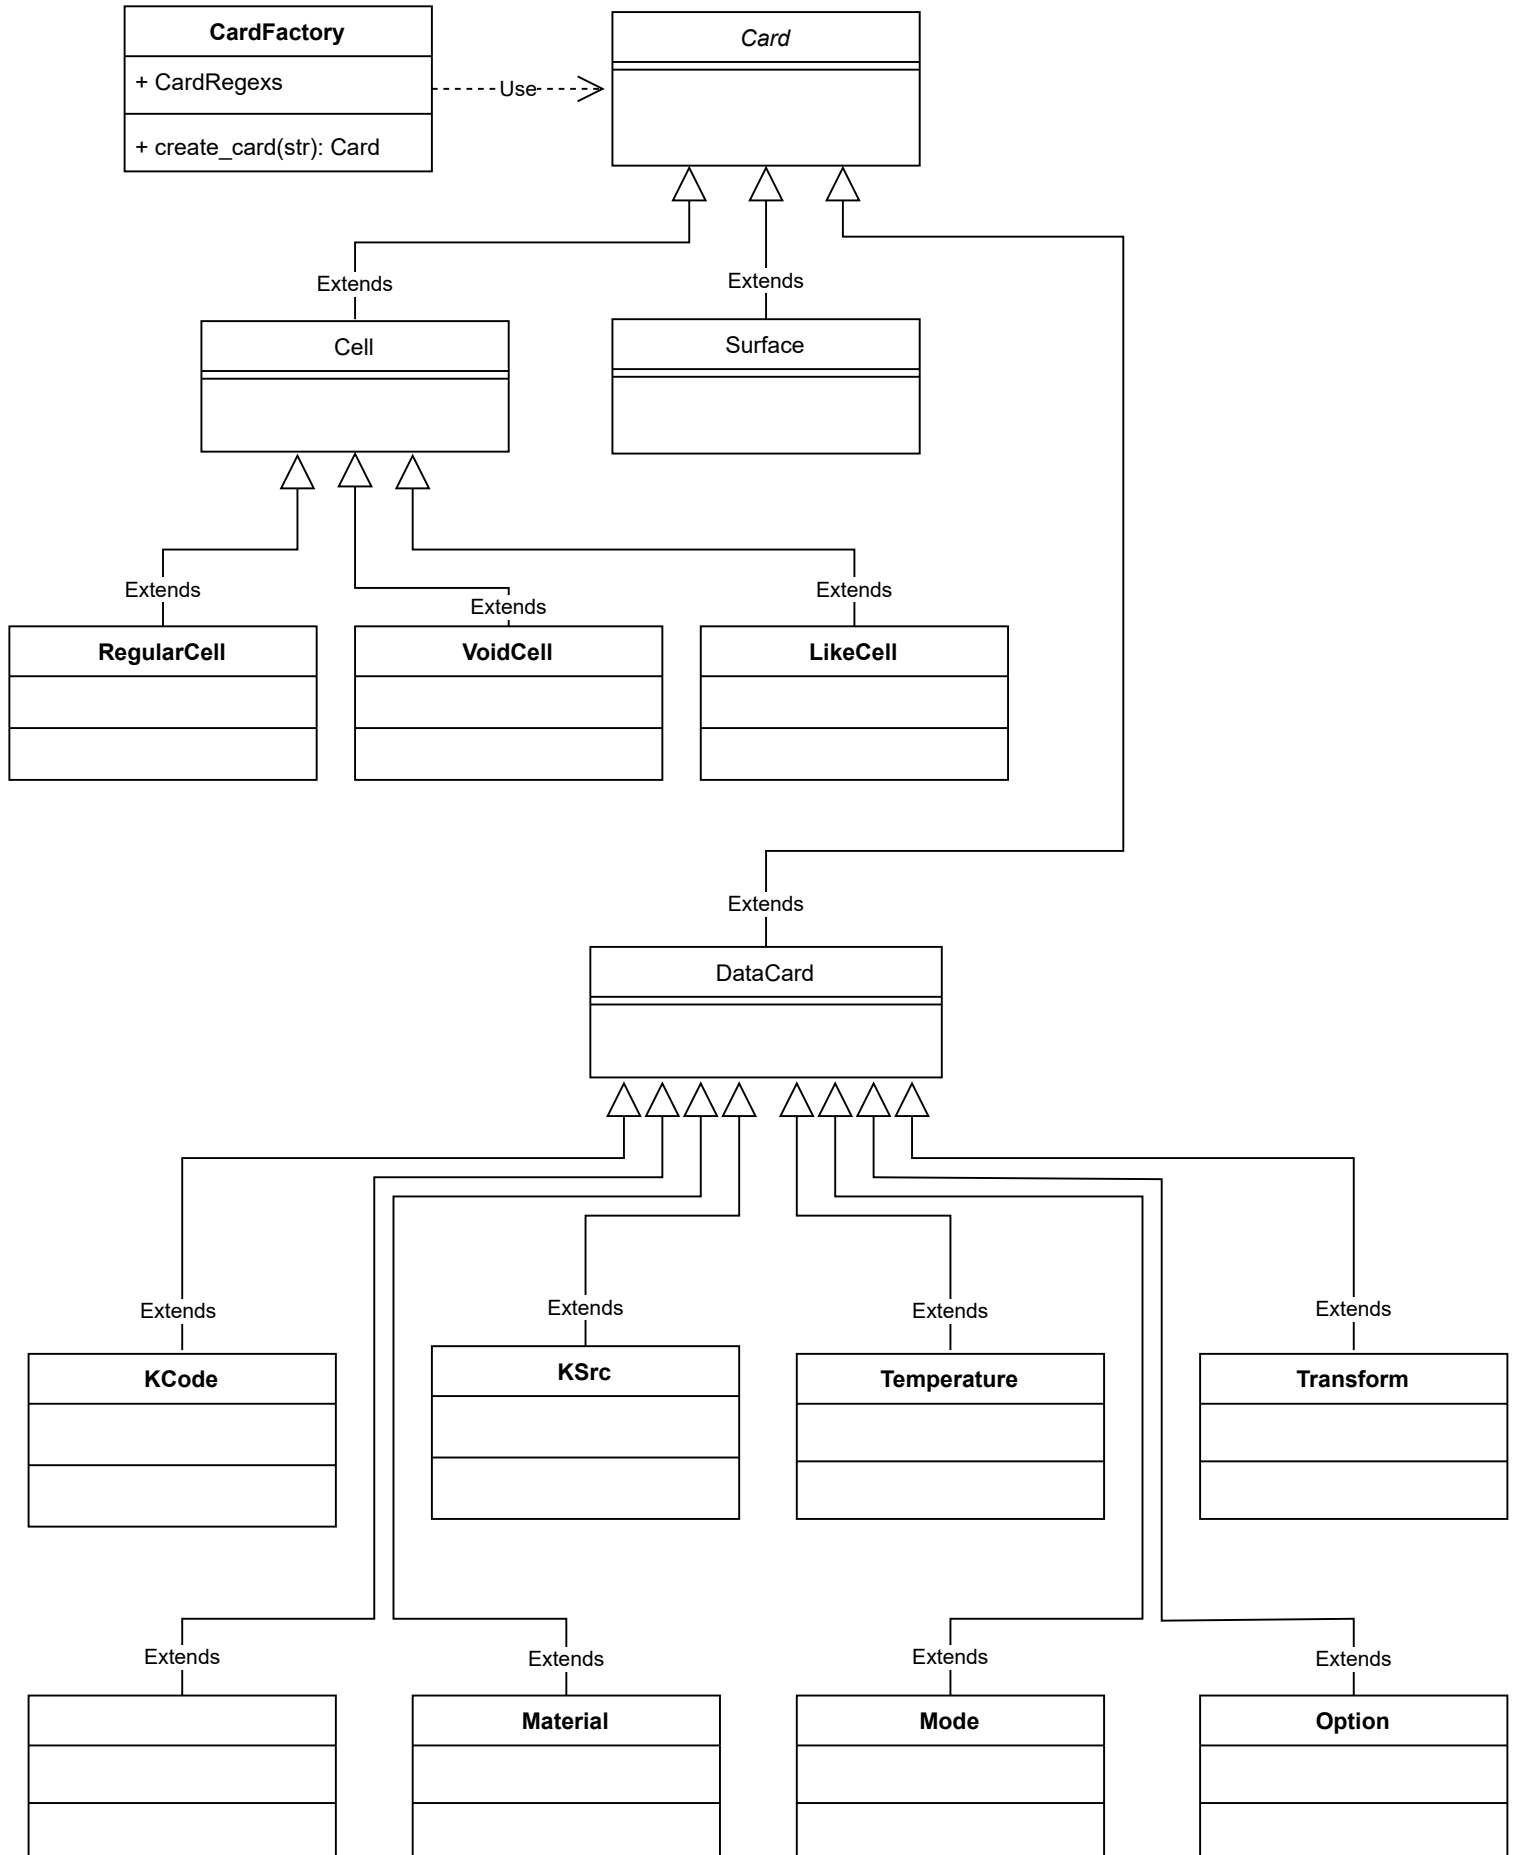 CardFactory
+ CardRegexs
+ create_card(str): Card
Use
Card
Extends
Extends
Cell
Surface
Extends
Extends
Extends
RegularCell
VoidCell
LikeCell
Extends
DataCard
Extends
Extends
Extends
Extends
KCode
KSrc
Temperature
Transform
Extends
Extends
Extends
Extends
Material
Mode
Option